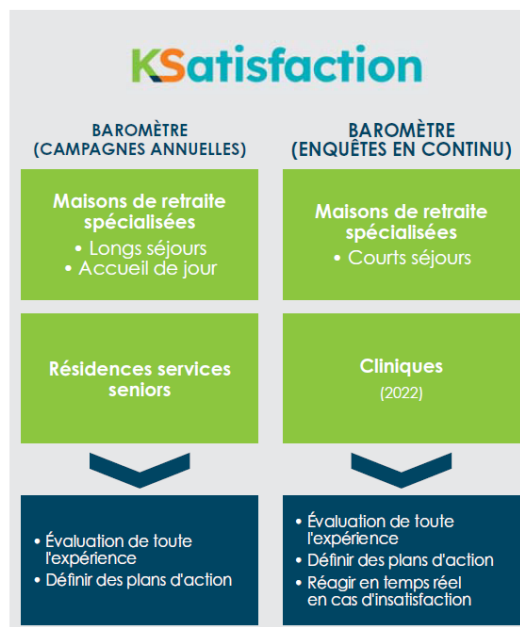 KSatisfaction
BAROMÈTRE
(CAMPAGNES ANNUELLES)
Maisons de retraite
spécialisées
• Longs séjours
• Accueil de jour
Résidences services
seniors
• Évaluation de toute
l'expérience
• Définir des plans d'action
BAROMÈTRE
(ENQUÊTES EN CONTINU)
Maisons de retraite
spécialisées
• Courts séjours
Cliniques
(2022)
• Évaluation de toute
l'expérience
• Définir des plans d'action
• Réagir en temps réel
en cas d'insatisfaction